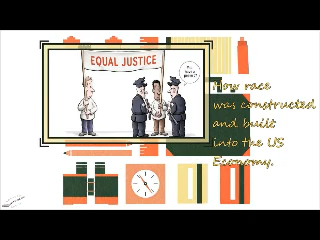 EQUAL JUSTICE
How race
was constructed
and built
into the US
Economy.